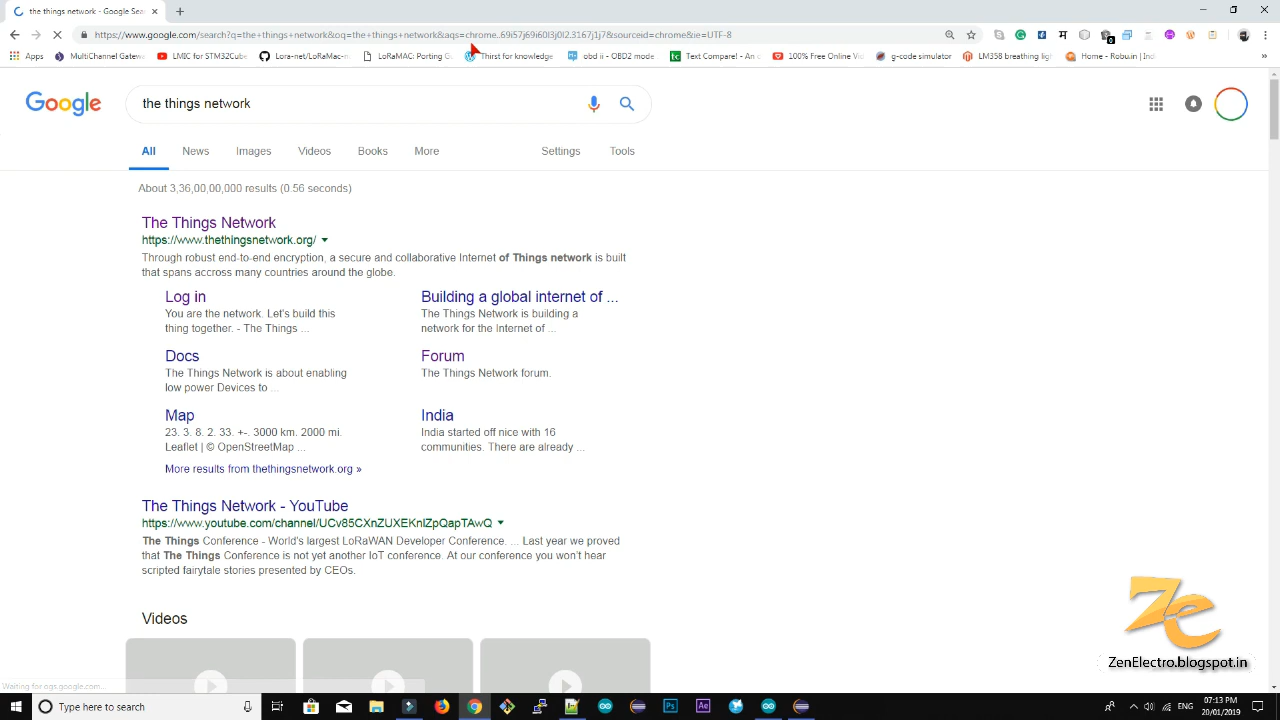 the things network - Google Sea
https://www.google.com/search?q=the+things+network&oq=the+things+network&aqs=chrome..69i57j69i60l3j0l2.3167j1j7&sourceid=chrome&ie=UTF-8
Apps MultiChannel Gatewa LMIC for STM32Cube Lora-net/LoRaMac-n LoRaMAC: Porting G Thirst for knowledge obd ii - OBD2 mode Text Compare! - An o 100% Free Online Vi g-code simulator LM358 breathing ligh Home - Robu.in | Ind »
Google
the things network
All News Images Videos Books More Settings Tools
About 3,36,00,00,000 results (0.56 seconds)
The Things Network
https://www.thethingsnetwork.org/
Through robust end-to-end encryption, a secure and collaborative Internet of Things network is built
that spans accross many countries around the globe.
Log in
You are the network. Let's build this
thing together. - The Things ...
Building a global internet of ...
The Things Network is building a
network for the Internet of ...
Docs
The Things Network is about enabling
low power Devices to ...
Forum
The Things Network forum.
Map
23. 3. 8. 2. 33. +-. 3000 km. 2000 mi.
Leaflet | © OpenStreetMap ...
India
India started off nice with 16
communities. There are already ...
More results from thethingsnetwork.org »
The Things Network - YouTube
https://www.youtube.com/channel/UCv85CXnZUXEKnIZpQapTAwQ
The Things Conference - World's largest LoRaWAN Developer Conference. ... Last year we proved
that The Things Conference is not yet another IoT conference. At our conference you won't hear
scripted fairytale stories presented by CEOs.
Videos
Ze
ZenElectro.blogspot.in
Waiting for ogs.google.com...
Type here to search
ENG
07:13 PM
20/01/2019